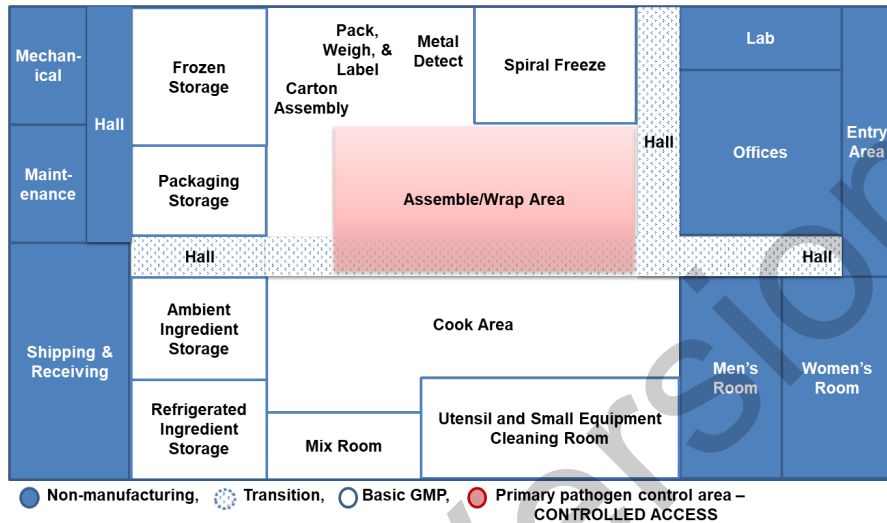 Mechan-
ical
Hall
Frozen
Storage
Pack,
Weigh, &
Label
Metal
Detect
Carton
Assembly
Spiral Freeze
Hall
Lab
Offices
Entry
Area
Maint-
enance
Packaging
Storage
Assemble/Wrap Area
Hall
Hall
Shipping &
Receiving
Ambient
Ingredient
Storage
Cook Area
Men's
Room
Women's
Room
Refrigerated
Ingredient
Storage
Mix Room
Utensil and Small Equipment
Cleaning Room
Non-manufacturing, Transition, Basic GMP, Primary pathogen control area –
CONTROLLED ACCESS